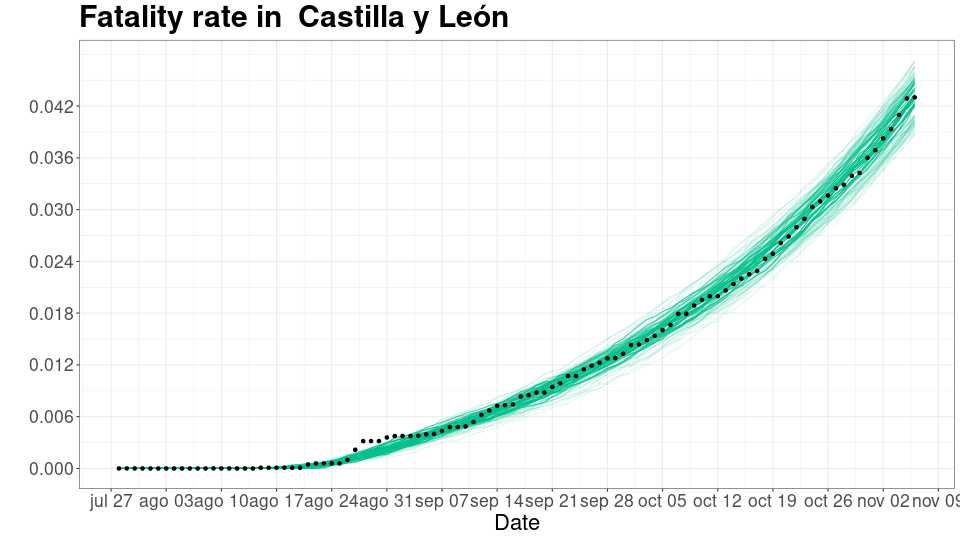 Fatality rate in  Castilla y León
0.042
0.036
0.030
0.024
0.018
0.012
0.006
0.000
jul 27 ago 03 ago 10 ago 17 ago 24 ago 31 sep 07 sep 14 sep 21 sep 28 oct 05 oct 12 oct 19 oct 26 nov 02 nov 09
Date